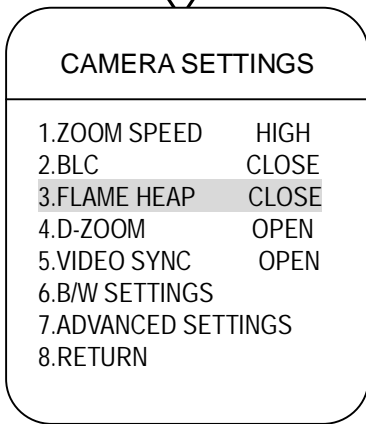 CAMERA SETTINGS
1.ZOOM SPEED HIGH
2.BLC CLOSE
3.FLAME HEAP CLOSE
4.D-ZOOM OPEN
5.VIDEO SYNC OPEN
6.B/W SETTINGS
7.ADVANCED SETTINGS
8.RETURN